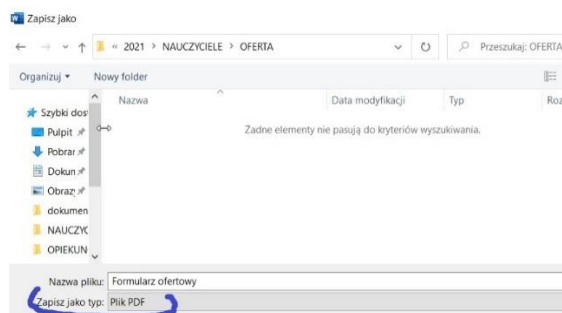 Zapisz jako
« 2021 > NAUCZYCIELE > OFERTA
Przeszukaj: OFERTA
Organizuj
Nowy folder
Nazwa
Data modyfikacji
Typ
Roz
Szybki dos
Żadne elementy nie pasują do kryteriów wyszukiwania.
Pulpit
Pobrar
Dokun
Obraz
dokumen
NAUCZYC
OPIEKUN
Nazwa pliku: Formularz ofertowy
Zapisz jako typ: Plik PDF